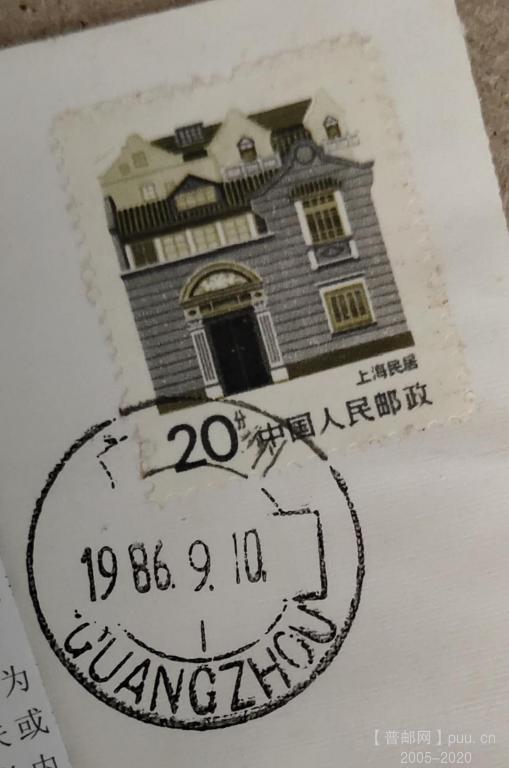 上海民居
20分 中国人民邮政
1986.9.10.
GUANGZHOU
为
或
内
【普邮网】puu.cn
2005-2020